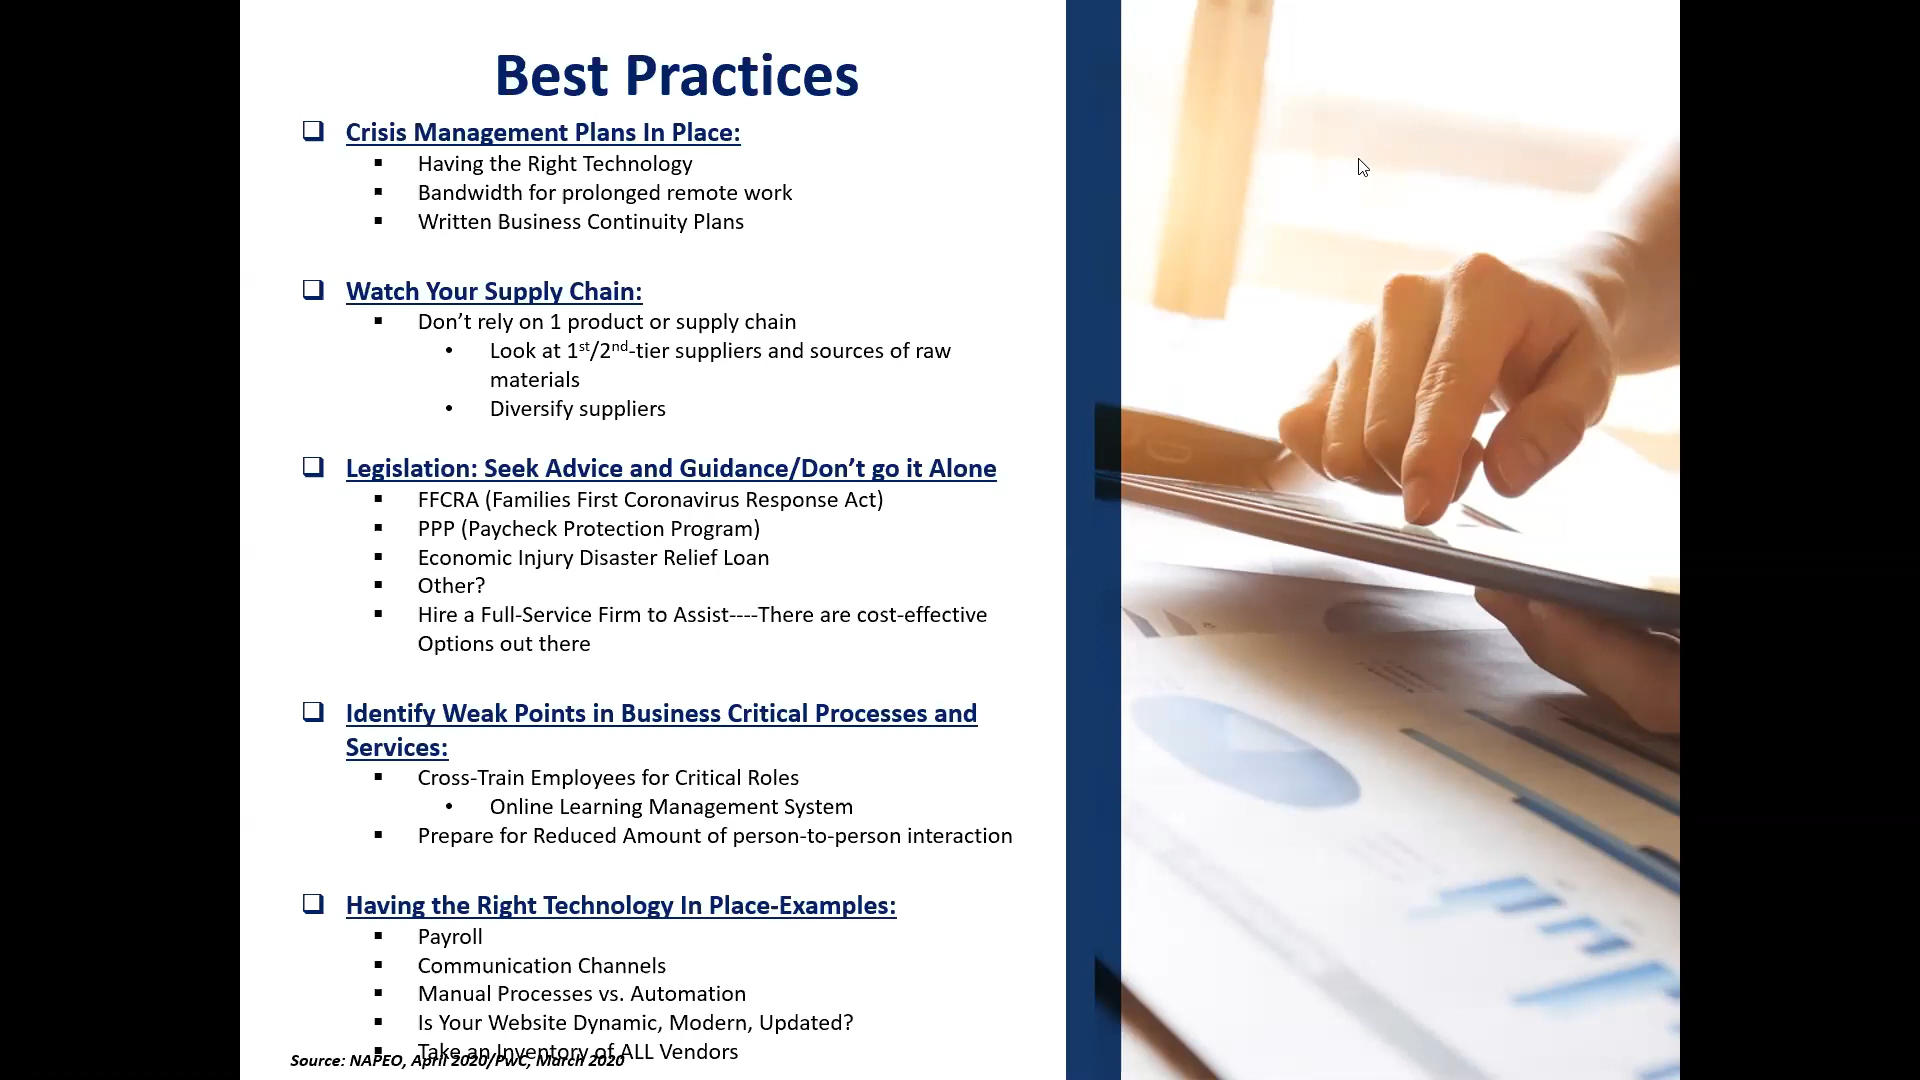 Best Practices
❑ Crisis Management Plans In Place:
▪ Having the Right Technology
▪ Bandwidth for prolonged remote work
▪ Written Business Continuity Plans
❑ Watch Your Supply Chain:
▪ Don’t rely on 1 product or supply chain
• Look at 1st/2nd-tier suppliers and sources of raw
materials
• Diversify suppliers
❑ Legislation: Seek Advice and Guidance/Don’t go it Alone
▪ FFCRA (Families First Coronavirus Response Act)
▪ PPP (Paycheck Protection Program)
▪ Economic Injury Disaster Relief Loan
▪ Other?
▪ Hire a Full-Service Firm to Assist----There are cost-effective
Options out there
❑ Identify Weak Points in Business Critical Processes and
Services:
▪ Cross-Train Employees for Critical Roles
• Online Learning Management System
▪ Prepare for Reduced Amount of person-to-person interaction
❑ Having the Right Technology In Place-Examples:
▪ Payroll
▪ Communication Channels
▪ Manual Processes vs. Automation
▪ Is Your Website Dynamic, Modern, Updated?
▪ Take an Inventory of ALL Vendors
Source: NAPEO, April 2020/PwC, March 2020